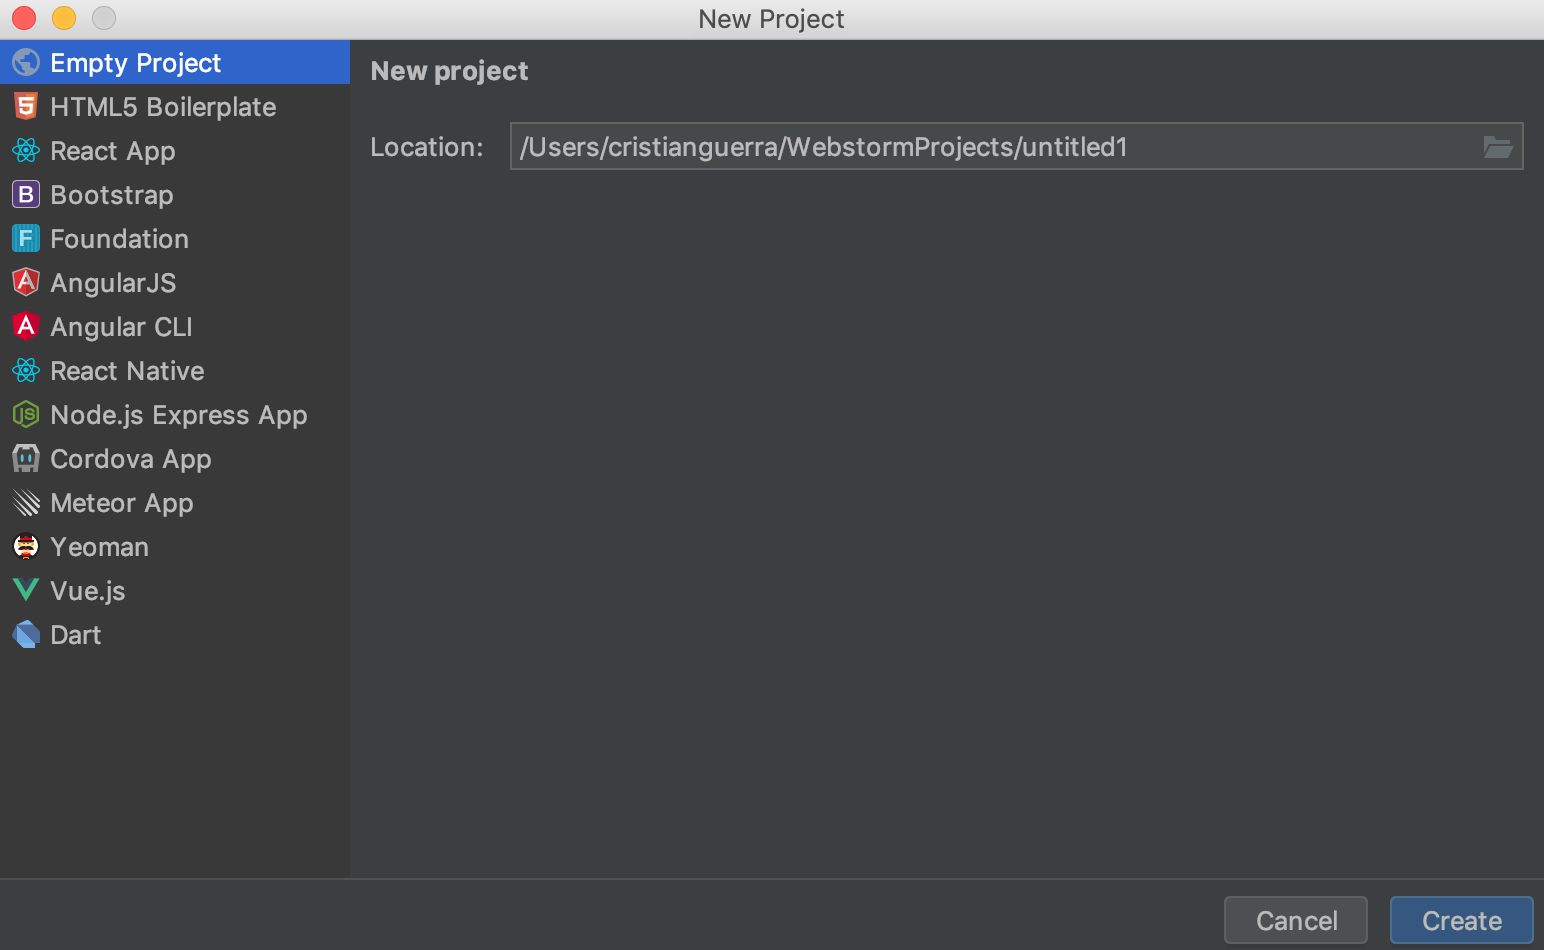 New Project
Empty Project
HTML5 Boilerplate
React App
Bootstrap
Foundation
AngularJS
Angular CLI
React Native
Node.js Express App
Cordova App
Meteor App
Yeoman
Vue.js
Dart
New project
Location: /Users/cristianguerra/WebstormProjects/untitled1
Cancel Create